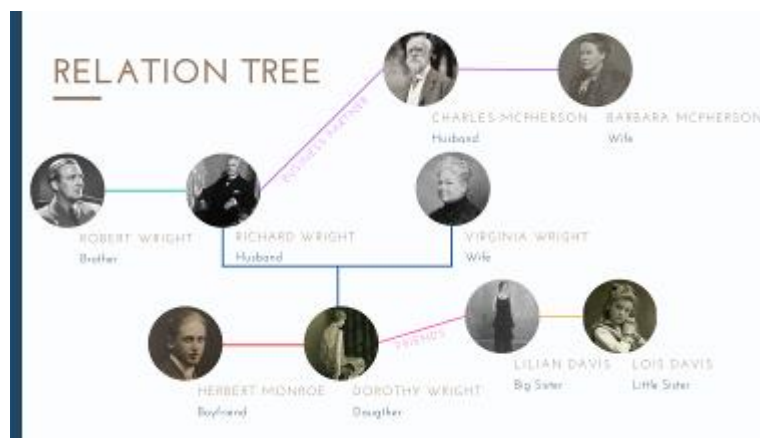 RELATION TREE
BUSINESS PARTNER
CHARLES MCPHERSON
Husband
BARBARA MCPHERSON
Wife
ROBERT WRIGHT
Brother
RICHARD WRIGHT
Husband
VIRGINIA WRIGHT
Wife
FRIENDS
LILIAN DAVIS
Big Sister
LOIS DAVIS
Little Sister
HERBERT MONROE
Boyfriend
DOROTHY WRIGHT
Daugther